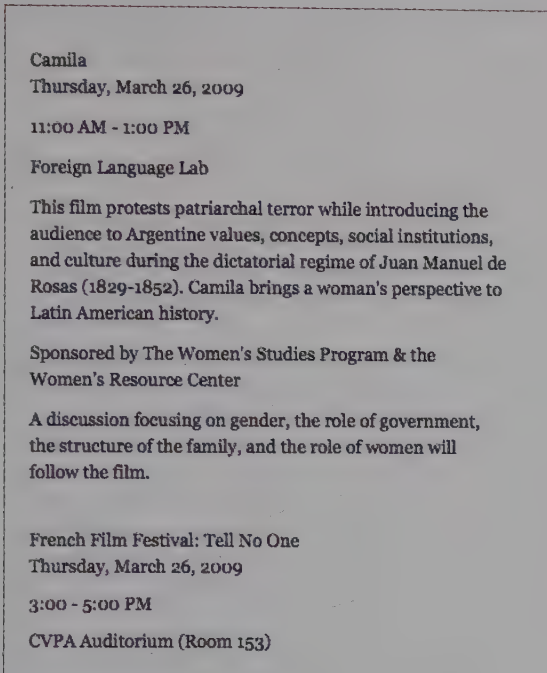 Camila
Thursday, March 26, 2009
11:00 AM - 1:00 PM
Foreign Language Lab
This film protests patriarchal terror while introducing the
audience to Argentine values, concepts, social institutions,
and culture during the dictatorial regime of Juan Manuel de
Rosas (1829-1852). Camila brings a woman's perspective to
Latin American history.
Sponsored by The Women's Studies Program & the
Women's Resource Center
A discussion focusing on gender, the role of government,
the structure of the family, and the role of women will
follow the film.
French Film Festival: Tell No One
Thursday, March 26, 2009
3:00 - 5:00 PM
CVPA Auditorium (Room 153)